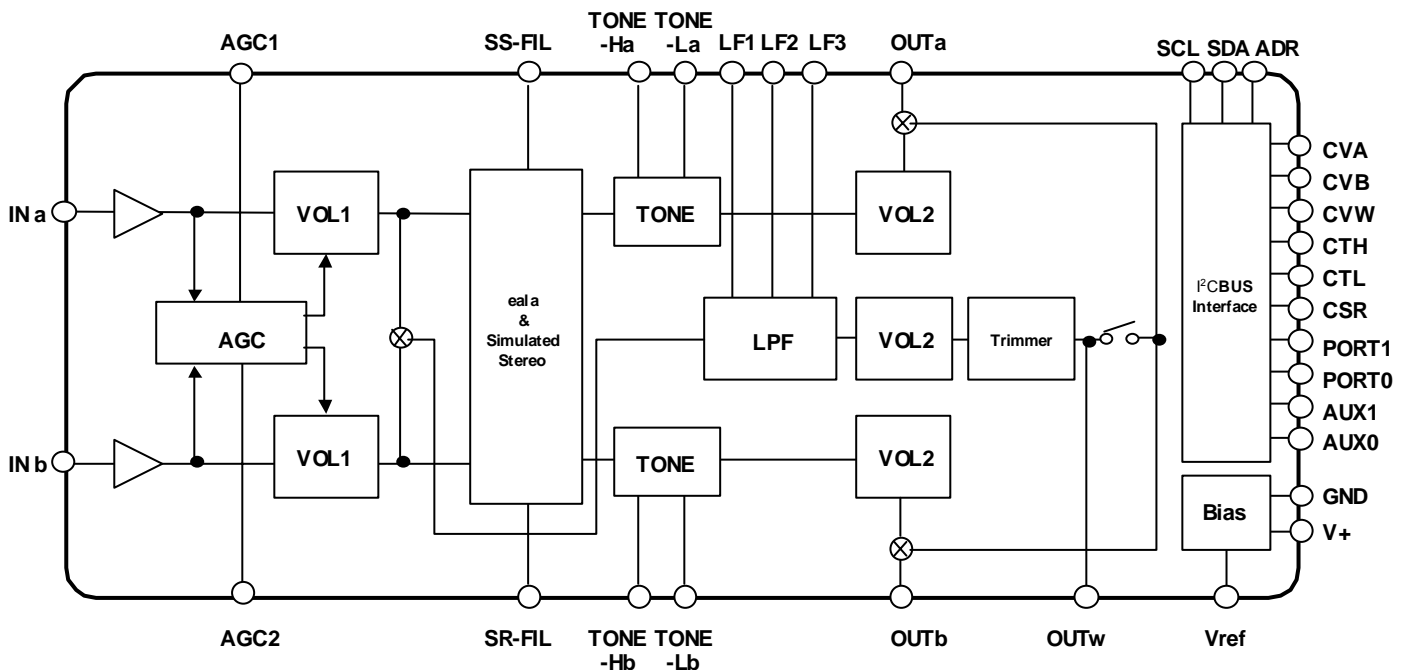 TONE TONE
AGC1 SS-FIL -Ha -La LF1 LF2 LF3 OUTa SCL SDA ADR
CVA
CVB
INa VOL1 TONE VOL2 CVW
CTH
CTL
eala
&
Simulated
Stereo
I²CBUS
Interface
CSR
AGC LPF VOL2 Trimmer PORT1
PORT0
AUX1
INb VOL1 TONE VOL2 AUX0
GND
Bias
V+
AGC2 SR-FIL TONE TONE OUTb OUTw Vref
-Hb -Lb